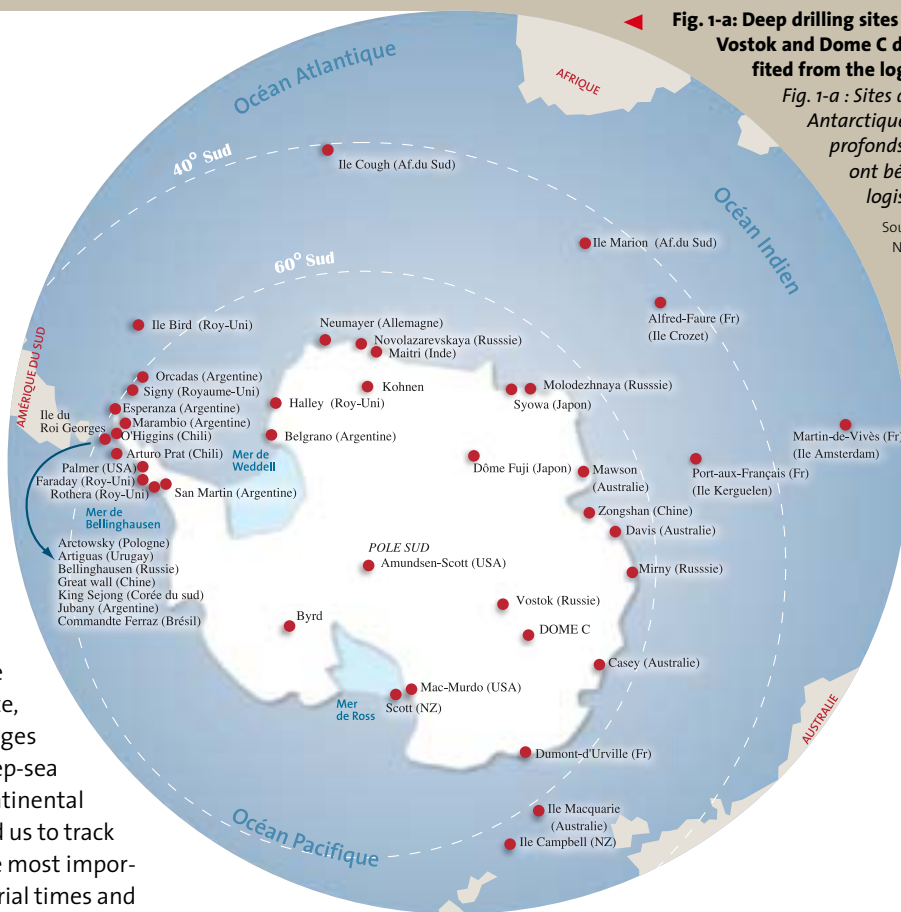 Fig. 1-a: Deep drilling sites
Vostok and Dome C d
fited from the log
Fig. 1-a : Sites d
Antarctique
profonds
ont bé
logis
Sou
N
Océan Atlantique
AFRIQUE
40° Sud
Ile Cough (Af.du Sud)
Océan Indien
Ile Marion (Af.du Sud)
60° Sud
Alfred-Faure (Fr)
(Ile Crozet)
Ile Bird (Roy-Uni)
Neumayer (Allemagne)
Novolazarevskaya (Russsie)
Maitri (Inde)
AMÉRIQUE DU SUD
Orcadas (Argentine)
Signy (Royaume-Uni)
Kohnen
Molodezhnaya (Russsie)
Syowa (Japon)
Halley (Roy-Uni)
Esperanza (Argentine)
Ile du
Roi Georges
Marambio (Argentine)
O'Higgins (Chili)
Belgrano (Argentine)
Martin-de-Vivès (Fr)
(Ile Amsterdam)
Arturo Prat (Chili)
Mer de
Weddell
Dôme Fuji (Japon)
Mawson
(Australie)
Port-aux-Français (Fr)
(Ile Kerguelen)
Palmer (USA)
Faraday (Roy-Uni)
Rothera (Roy-Uni)
San Martin (Argentine)
Mer de
Bellinghausen
Zongshan (Chine)
Davis (Australie)
Arctowsky (Pologne)
Artiguas (Urugay)
Bellinghausen (Russie)
Great wall (Chine)
King Sejong (Corée du sud)
Jubany (Argentine)
Commandte Ferraz (Brésil)
POLE SUD
Amundsen-Scott (USA)
Mirny (Russsie)
Vostok (Russie)
Byrd
DOME C
Casey (Australie)
Mac-Murdo (USA)
Scott (NZ)
Mer
de Ross
AUSTRALIE
Dumont-d'Urville (Fr)
Océan Pacifique
Ile Macquarie
(Australie)
Ile Campbell (NZ)
e
te,
ges
ep-sea
ntinental
d us to track
e most impor-
rial times and